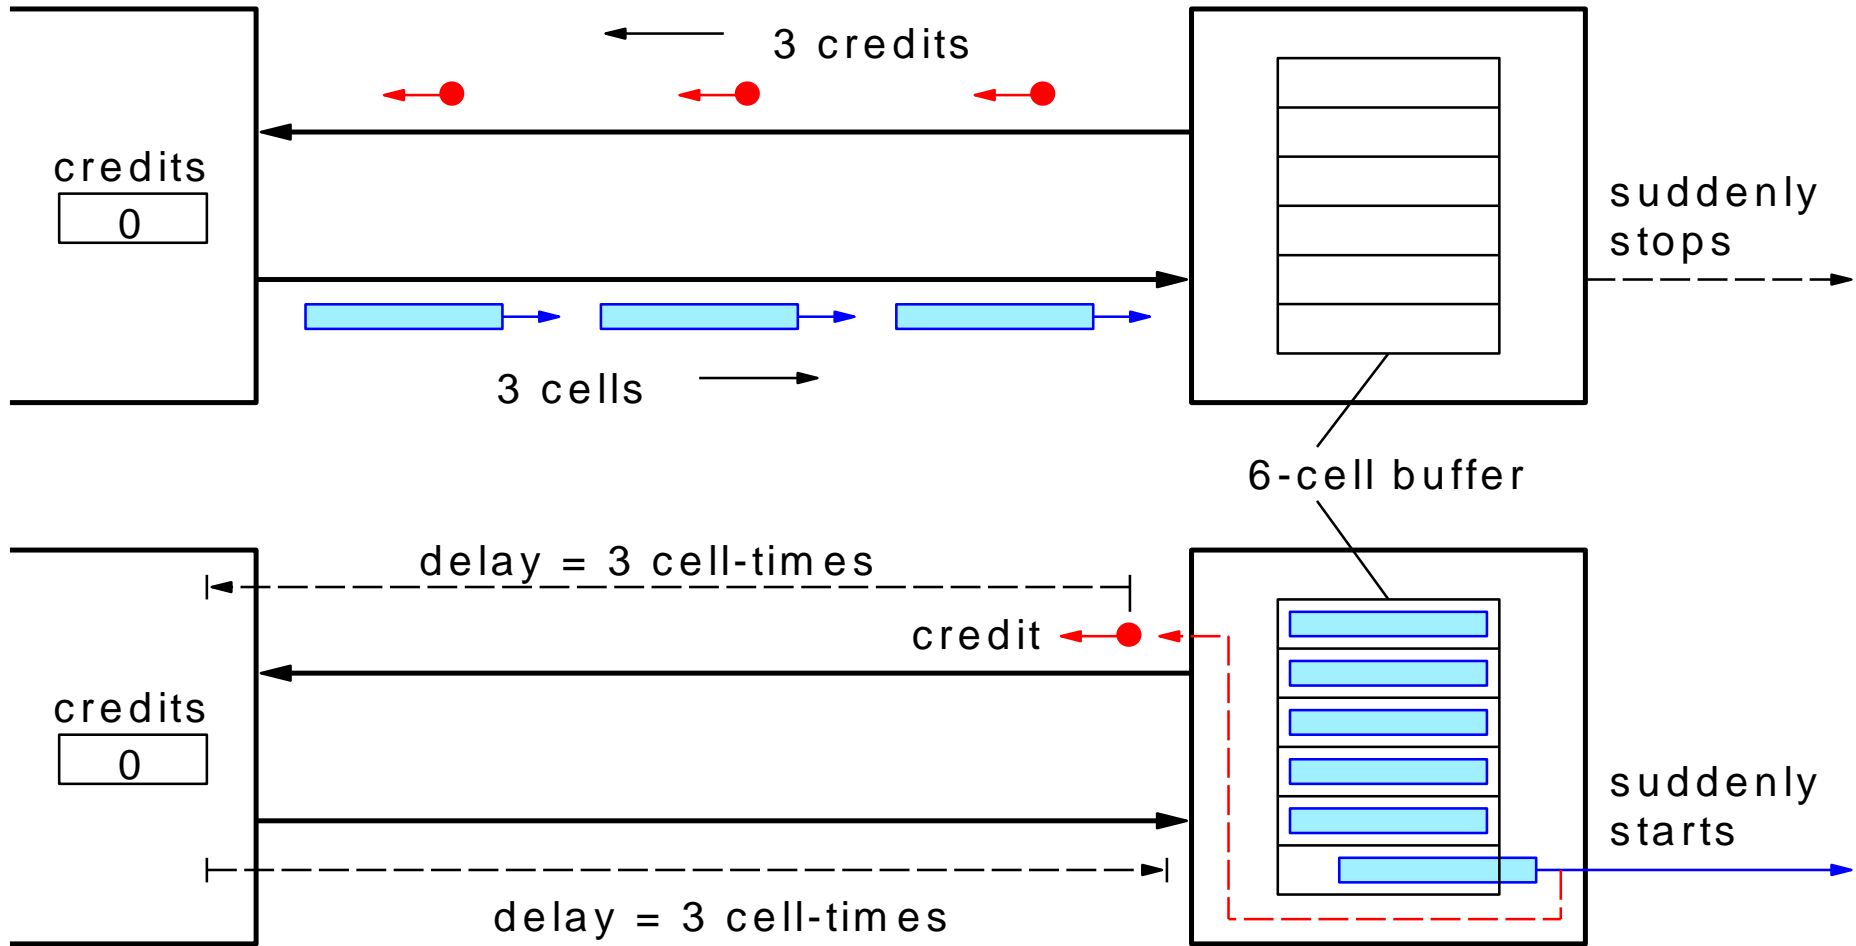 3 credits
credits
0
suddenly
stops
3 cells
6-cell buffer
delay = 3 cell-times
credit
credits
0
suddenly
starts
delay = 3 cell-times